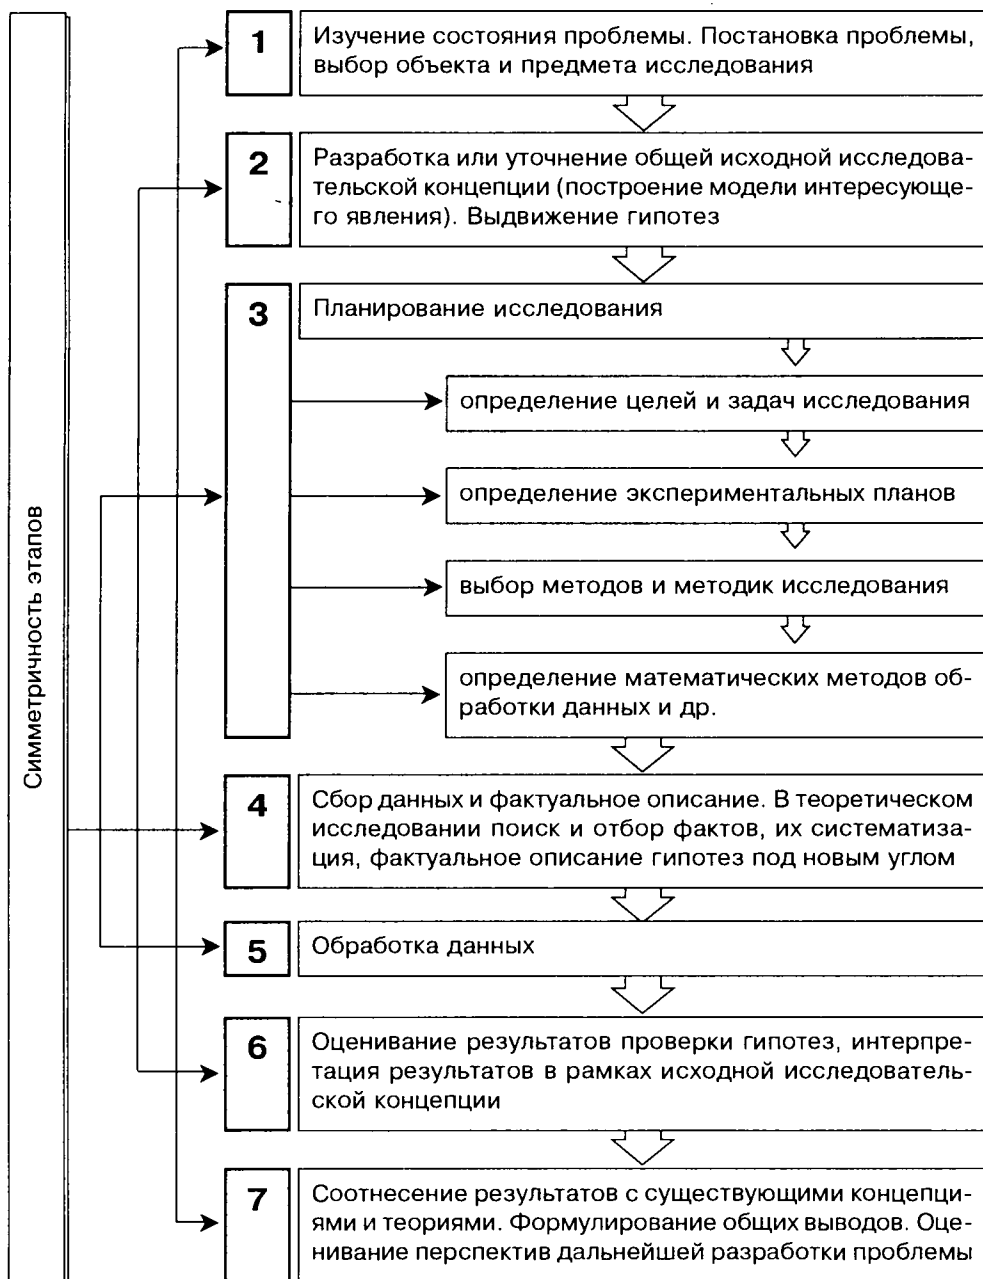 Симметричность этапов
1
Изучение состояния проблемы. Постановка проблемы,
выбор объекта и предмета исследования
2
Разработка или уточнение общей исходной исследова-
тельской концепции (построение модели интересующе-
го явления). Выдвижение гипотез
3
Планирование исследования
определение целей и задач исследования
определение экспериментальных планов
выбор методов и методик исследования
определение математических методов об-
работки данных и др.
4
Сбор данных и фактуальное описание. В теоретическом
исследовании поиск и отбор фактов, их систематиза-
ция, фактуальное описание гипотез под новым углом
5
Обработка данных
6
Оценивание результатов проверки гипотез, интерпре-
тация результатов в рамках исходной исследователь-
ской концепции
7
Соотнесение результатов с существующими концепци-
ями и теориями. Формулирование общих выводов. Оце-
нивание перспектив дальнейшей разработки проблемы